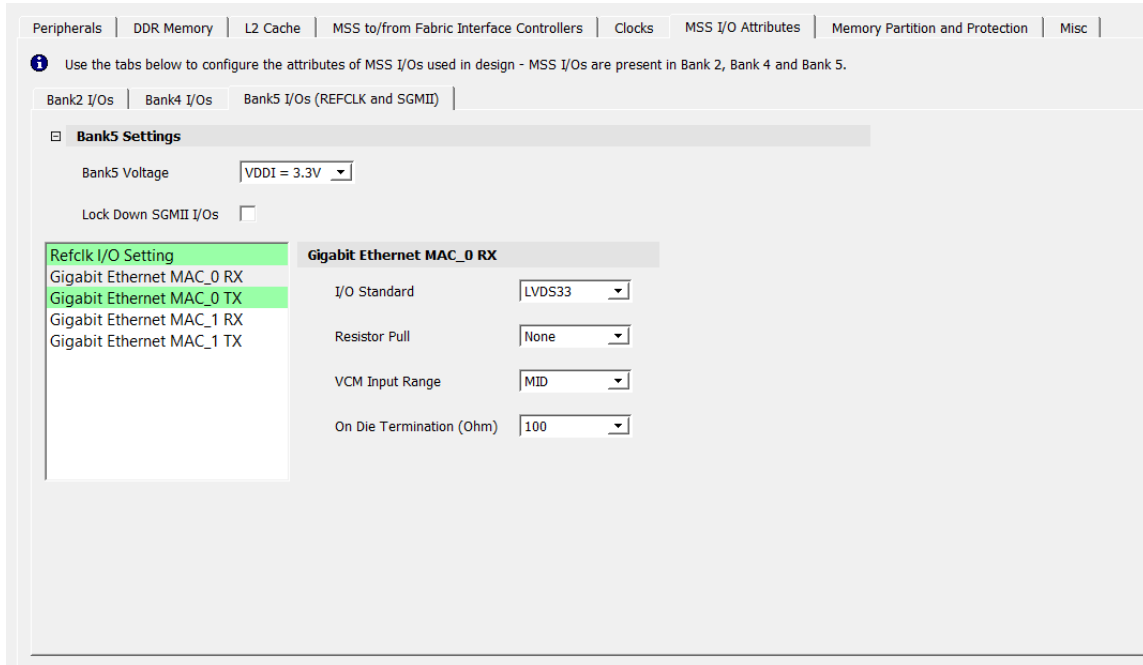 Peripherals DDR Memory L2 Cache MSS to/from Fabric Interface Controllers Clocks MSS I/O Attributes Memory Partition and Protection Misc
Use the tabs below to configure the attributes of MSS I/Os used in design - MSS I/Os are present in Bank 2, Bank 4 and Bank 5.
Bank2 I/Os Bank4 I/Os Bank5 I/Os (REFCLK and SGMII)
Bank5 Settings
Bank5 Voltage VDDI = 3.3V
Lock Down SGMII I/Os
Refclk I/O Setting
Gigabit Ethernet MAC_0 RX
Gigabit Ethernet MAC_0 TX
Gigabit Ethernet MAC_1 RX
Gigabit Ethernet MAC_1 TX
Gigabit Ethernet MAC_0 RX
I/O Standard LVDS33
Resistor Pull None
VCM Input Range MID
On Die Termination (Ohm) 100